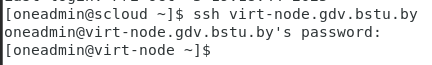 [oneadmin@scloud ~]$ ssh virt-node.gdv.bstu.by
oneadmin@virt-node.gdv.bstu.by's password:
[oneadmin@virt-node ~]$